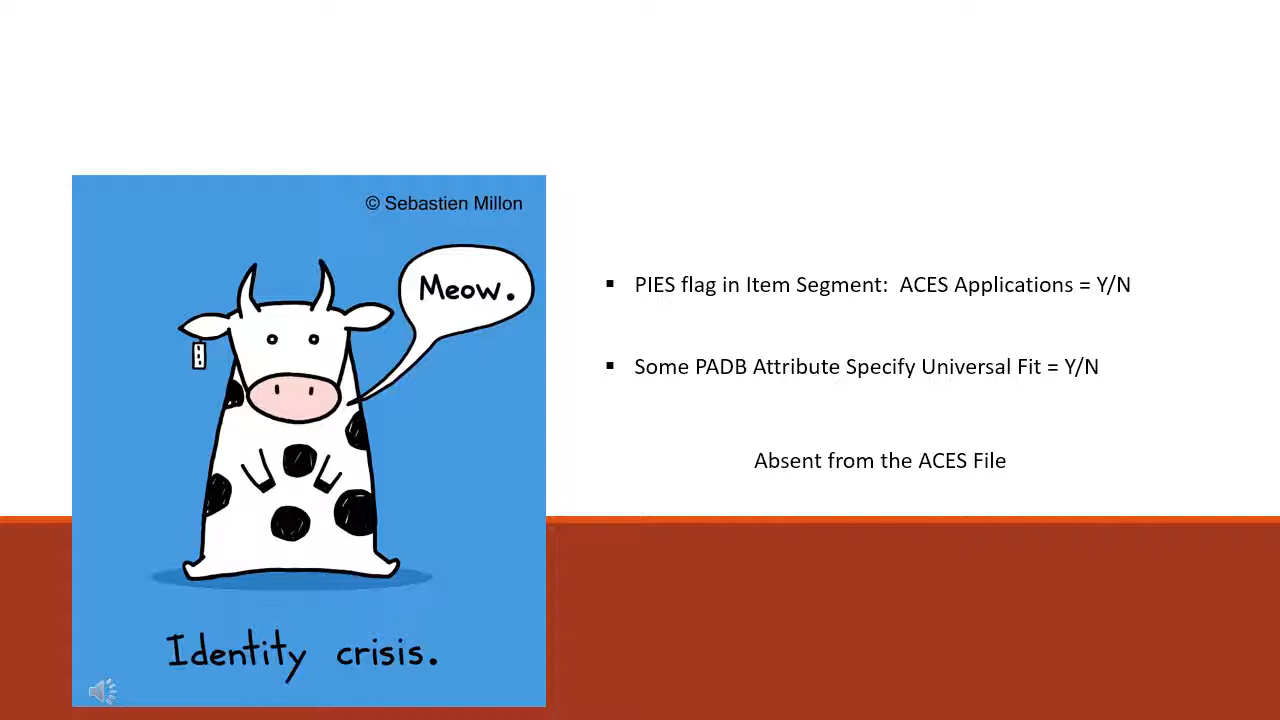 © Sebastien Millon
Meow.
Identity crisis.
▪ PIES flag in Item Segment:  ACES Applications = Y/N
▪ Some PADB Attribute Specify Universal Fit = Y/N
Absent from the ACES File